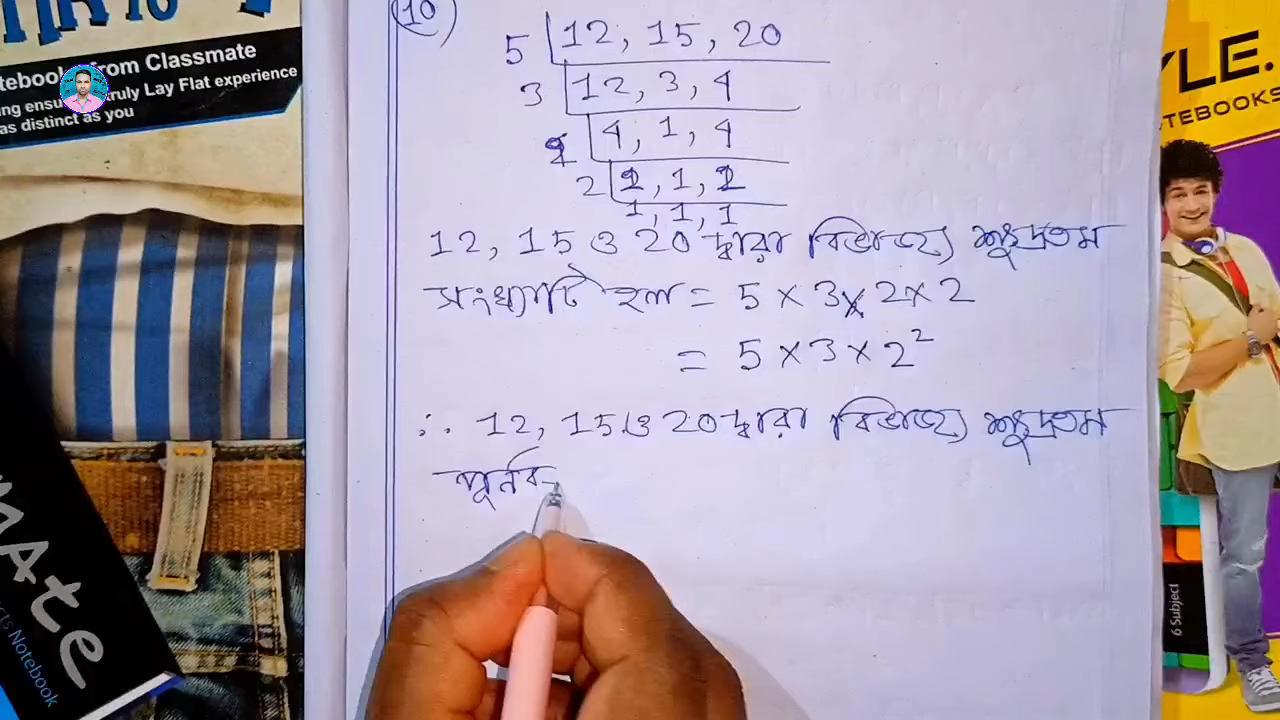 10
5 | 12, 15, 20
3 | 12, 3, 4
2 | 4, 1, 4
2 | 2, 1, 2
1, 1, 1
12, 15 ও 20 দ্বারা বিভাজ্য ক্ষুদ্রতম
সংখ্যাটি হল = 5 × 3 × 2 × 2
= 5 × 3 × 2²
∴ 12, 15 ও 20 দ্বারা বিভাজ্য ক্ষুদ্রতম
পূর্নব
from Classmate
ruly Lay Flat experience
as distinct as you
mate
Notebook
YLE.
TEBOOKS
6 Subject